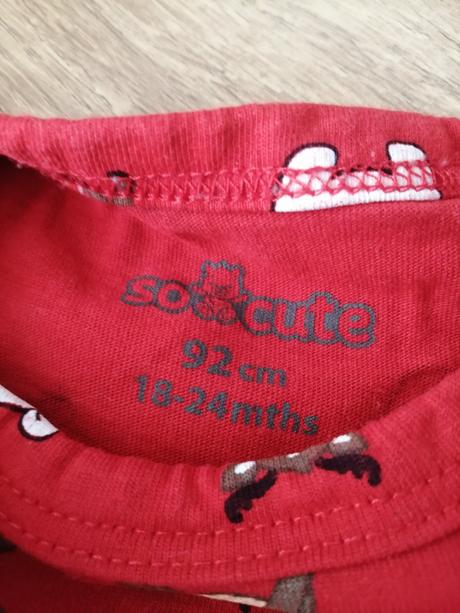 so cute
92 cm
18-24mths